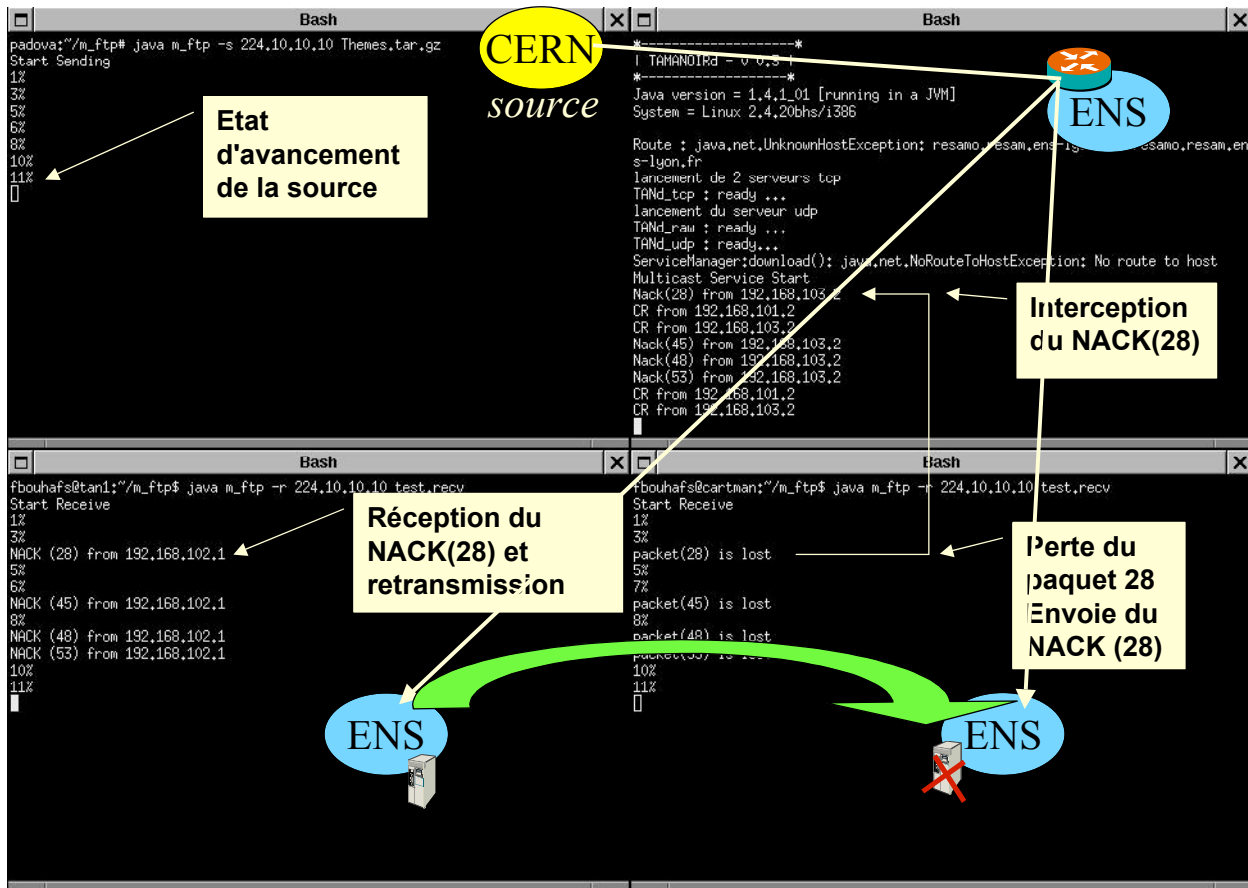 Bash
padova:~/m_ftp# java m_ftp -s 224.10.10.10 Themes.tar.gz
Start Sending
1%
3%
5%
6%
8%
10%
11%
Etat
d'avancement
de la source
CERN
source
Bash
*--------------------*
| TAMANOIRd - v 0.3 |
*-------------------*
Java version = 1.4.1_01 [running in a JVM]
System = Linux 2.4.20bhs/i386
Route : java.net.UnknownHostException: resamo.resam.ens-
s-lyon.fr
lancement de 2 serveurs tcp
TANd_tcp : ready ...
lancement du serveur udp
TANd_raw : ready ...
TANd_udp : ready...
ServiceManager:download(): java.net.NoRouteToHostException: No route to host
Multicast Service Start
Nack(28) from 192.168.103.2
CR from 192.168.101.2
CR from 192.168.103.2
Nack(45) from 192.168.103.2
Nack(48) from 192.168.103.2
Nack(53) from 192.168.103.2
CR from 192.168.101.2
CR from 192.168.103.2
ENS
Interception
du NACK(28)
Bash
fbouhafs@tan1:~/m_ftp$ java m_ftp -r 224.10.10.10 test.recv
Start Receive
1%
3%
NACK (28) from 192.168.102.1
5%
6%
NACK (45) from 192.168.102.1
8%
NACK (48) from 192.168.102.1
NACK (53) from 192.168.102.1
10%
11%
Réception du
NACK(28) et
retransmission
ENS
Bash
fbouhafs@cartman:~/m_ftp$ java m_ftp -r 224.10.10.10 test.recv
Start Receive
1%
3%
packet(28) is lost
5%
7%
packet(45) is lost
8%
packet(48) is lost
packet(53) is lost
10%
11%
Perte du
paquet 28
Envoie du
NACK (28)
ENS